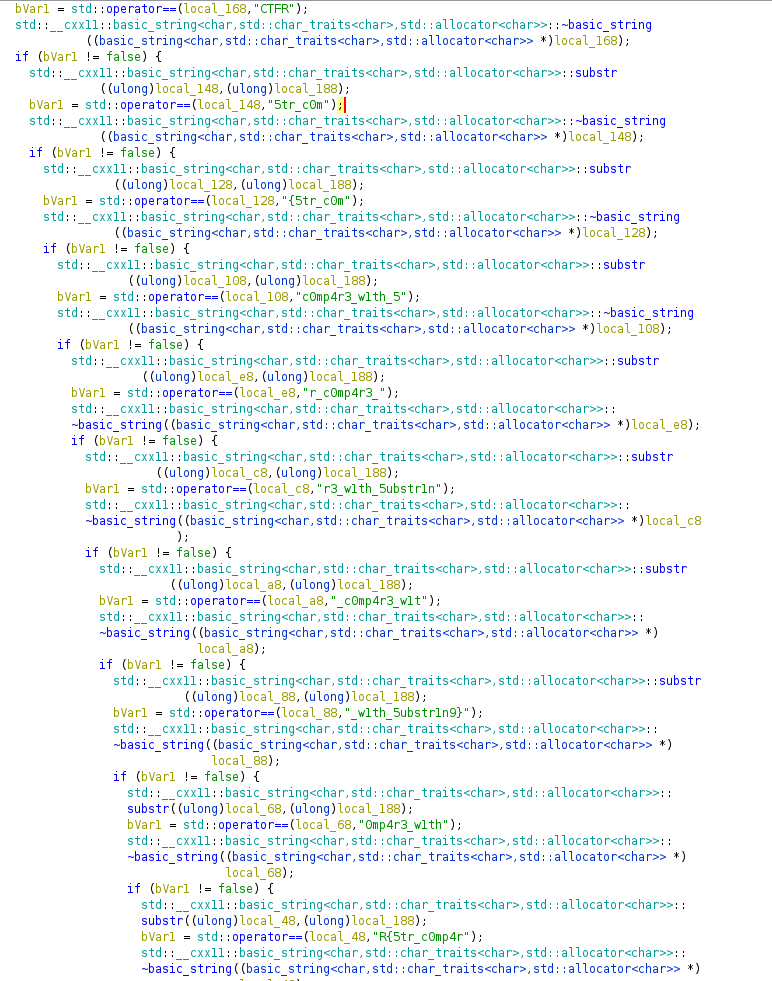 bVar1 = std::operator==(local_168,"CTFR");
std::__cxx11::basic_string<char,std::char_traits<char>,std::allocator<char>>::~basic_string
((basic_string<char,std::char_traits<char>,std::allocator<char>> *)local_168);
if (bVar1 != false) {
std::__cxx11::basic_string<char,std::char_traits<char>,std::allocator<char>>::substr
((ulong)local_148,(ulong)local_188);
bVar1 = std::operator==(local_148,"5tr_c0m");
std::__cxx11::basic_string<char,std::char_traits<char>,std::allocator<char>>::~basic_string
((basic_string<char,std::char_traits<char>,std::allocator<char>> *)local_148);
if (bVar1 != false) {
std::__cxx11::basic_string<char,std::char_traits<char>,std::allocator<char>>::substr
((ulong)local_128,(ulong)local_188);
bVar1 = std::operator==(local_128,"{5tr_c0m");
std::__cxx11::basic_string<char,std::char_traits<char>,std::allocator<char>>::~basic_string
((basic_string<char,std::char_traits<char>,std::allocator<char>> *)local_128);
if (bVar1 != false) {
std::__cxx11::basic_string<char,std::char_traits<char>,std::allocator<char>>::substr
((ulong)local_108,(ulong)local_188);
bVar1 = std::operator==(local_108,"c0mp4r3_w1th_5");
std::__cxx11::basic_string<char,std::char_traits<char>,std::allocator<char>>::~basic_string
((basic_string<char,std::char_traits<char>,std::allocator<char>> *)local_108);
if (bVar1 != false) {
std::__cxx11::basic_string<char,std::char_traits<char>,std::allocator<char>>::substr
((ulong)local_e8,(ulong)local_188);
bVar1 = std::operator==(local_e8,"r_c0mp4r3_");
std::__cxx11::basic_string<char,std::char_traits<char>,std::allocator<char>>::
~basic_string((basic_string<char,std::char_traits<char>,std::allocator<char>> *)local_e8);
if (bVar1 != false) {
std::__cxx11::basic_string<char,std::char_traits<char>,std::allocator<char>>::substr
((ulong)local_c8,(ulong)local_188);
bVar1 = std::operator==(local_c8,"r3_w1th_5ubstr1n");
std::__cxx11::basic_string<char,std::char_traits<char>,std::allocator<char>>::
~basic_string((basic_string<char,std::char_traits<char>,std::allocator<char>> *)local_c8
);
if (bVar1 != false) {
std::__cxx11::basic_string<char,std::char_traits<char>,std::allocator<char>>::substr
((ulong)local_a8,(ulong)local_188);
bVar1 = std::operator==(local_a8,"_c0mp4r3_w1t");
std::__cxx11::basic_string<char,std::char_traits<char>,std::allocator<char>>::
~basic_string((basic_string<char,std::char_traits<char>,std::allocator<char>> *)
local_a8);
if (bVar1 != false) {
std::__cxx11::basic_string<char,std::char_traits<char>,std::allocator<char>>::substr
((ulong)local_88,(ulong)local_188);
bVar1 = std::operator==(local_88,"_w1th_5ubstr1n9}");
std::__cxx11::basic_string<char,std::char_traits<char>,std::allocator<char>>::
~basic_string((basic_string<char,std::char_traits<char>,std::allocator<char>> *)
local_88);
if (bVar1 != false) {
std::__cxx11::basic_string<char,std::char_traits<char>,std::allocator<char>>::
substr((ulong)local_68,(ulong)local_188);
bVar1 = std::operator==(local_68,"0mp4r3_w1th");
std::__cxx11::basic_string<char,std::char_traits<char>,std::allocator<char>>::
~basic_string((basic_string<char,std::char_traits<char>,std::allocator<char>> *)
local_68);
if (bVar1 != false) {
std::__cxx11::basic_string<char,std::char_traits<char>,std::allocator<char>>::
substr((ulong)local_48,(ulong)local_188);
bVar1 = std::operator==(local_48,"R{5tr_c0mp4r");
std::__cxx11::basic_string<char,std::char_traits<char>,std::allocator<char>>::
~basic_string((basic_string<char,std::char_traits<char>,std::allocator<char>> *)